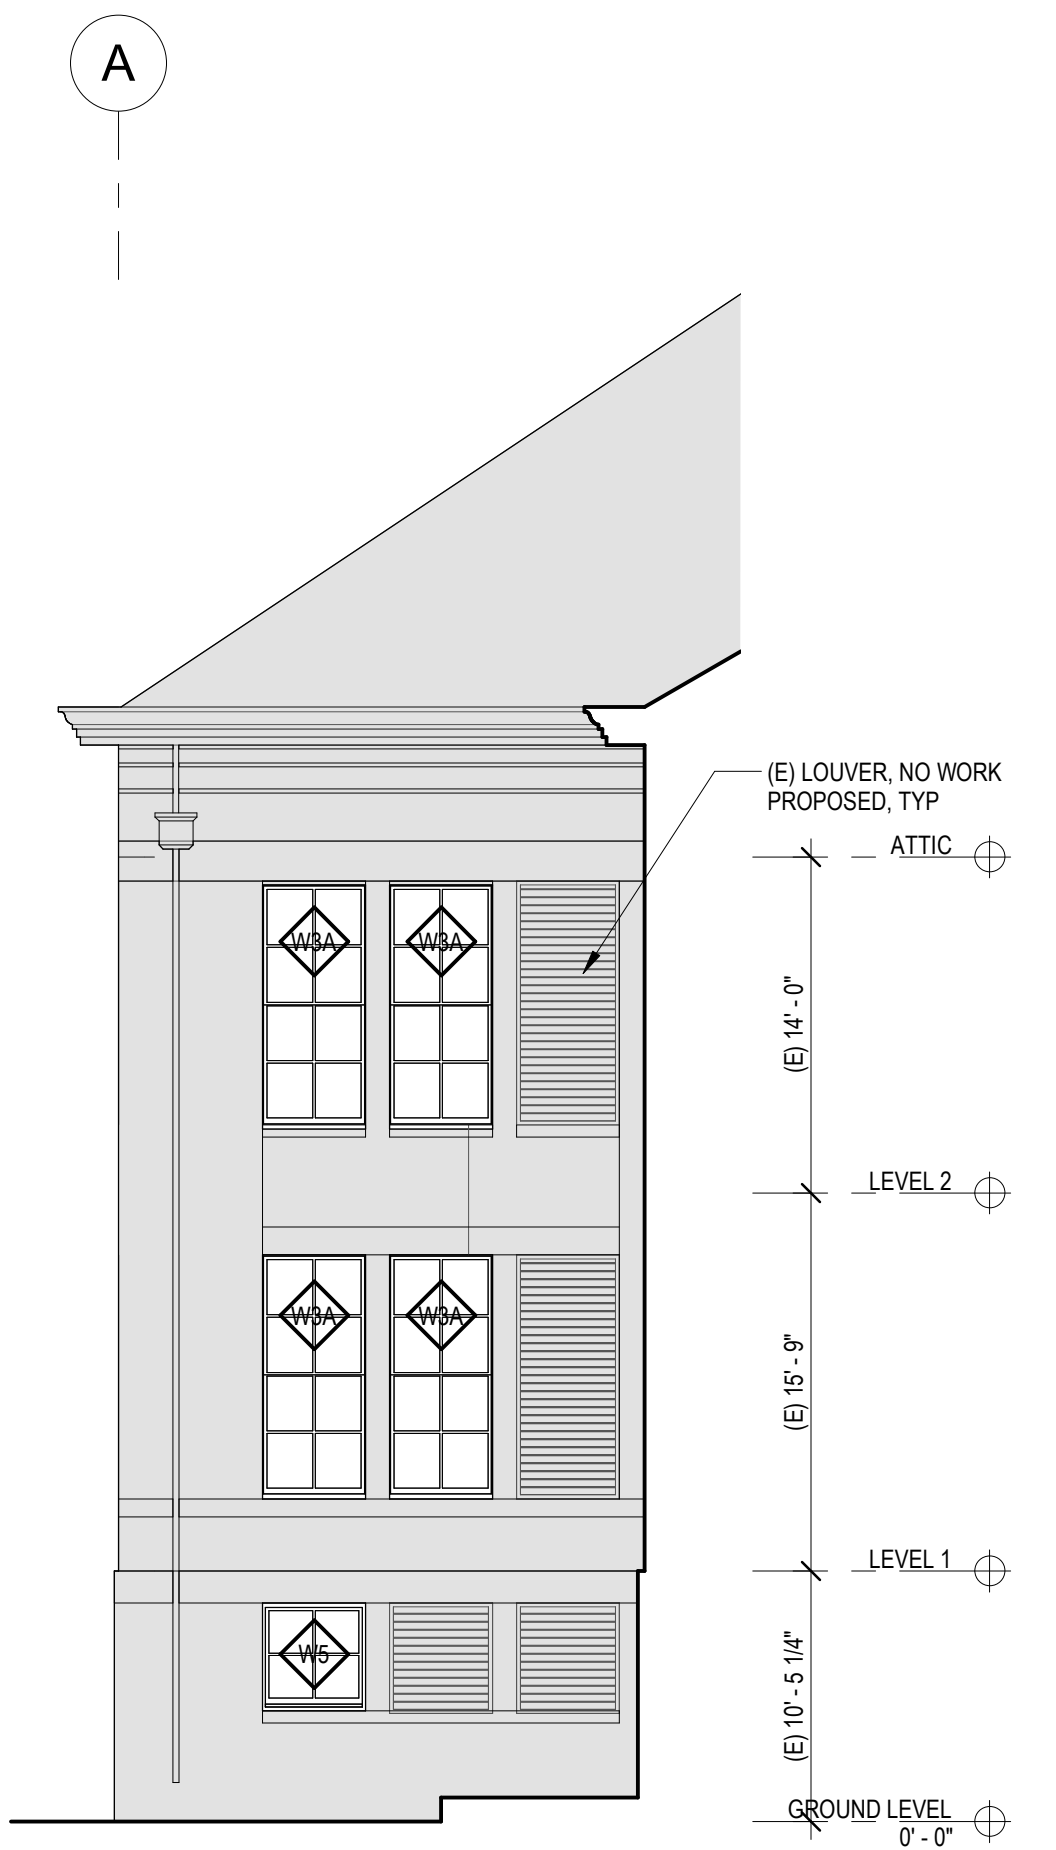 A
(E) LOUVER, NO WORK
PROPOSED, TYP
ATTIC
W3A
W3A
(E) 14' - 0"
LEVEL 2
W3A
W3A
(E) 15' - 9"
LEVEL 1
W5
(E) 10' - 5 1/4"
GROUND LEVEL
0' - 0"